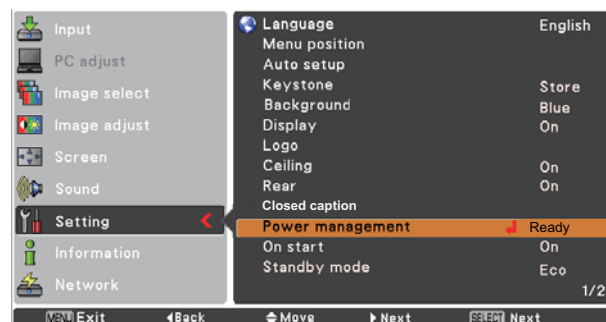 Input
PC adjust
Image select
Image adjust
Screen
Sound
Setting
Information
Network
Language English
Menu position
Auto setup
Keystone Store
Background Blue
Display On
Logo
Ceiling On
Rear On
Closed caption
Power management Ready
On start On
Standby mode Eco
1/2
MENU Exit Back Move Next SELECT Next